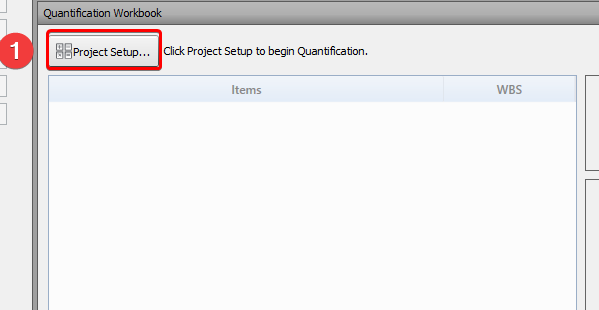 Quantification Workbook
1
Project Setup... Click Project Setup to begin Quantification.
Items WBS